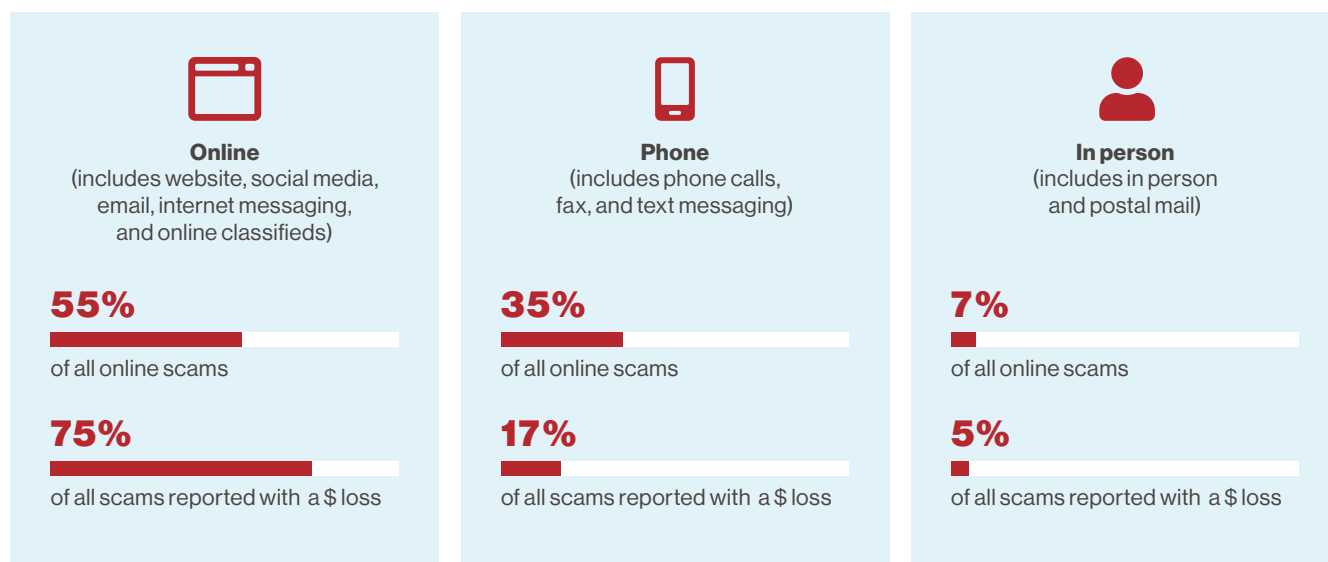 Online
(includes website, social media,
email, internet messaging,
and online classifieds)
55%
of all online scams
75%
of all scams reported with a $ loss
Phone
(includes phone calls,
fax, and text messaging)
35%
of all online scams
17%
of all scams reported with a $ loss
In person
(includes in person
and postal mail)
7%
of all online scams
5%
of all scams reported with a $ loss